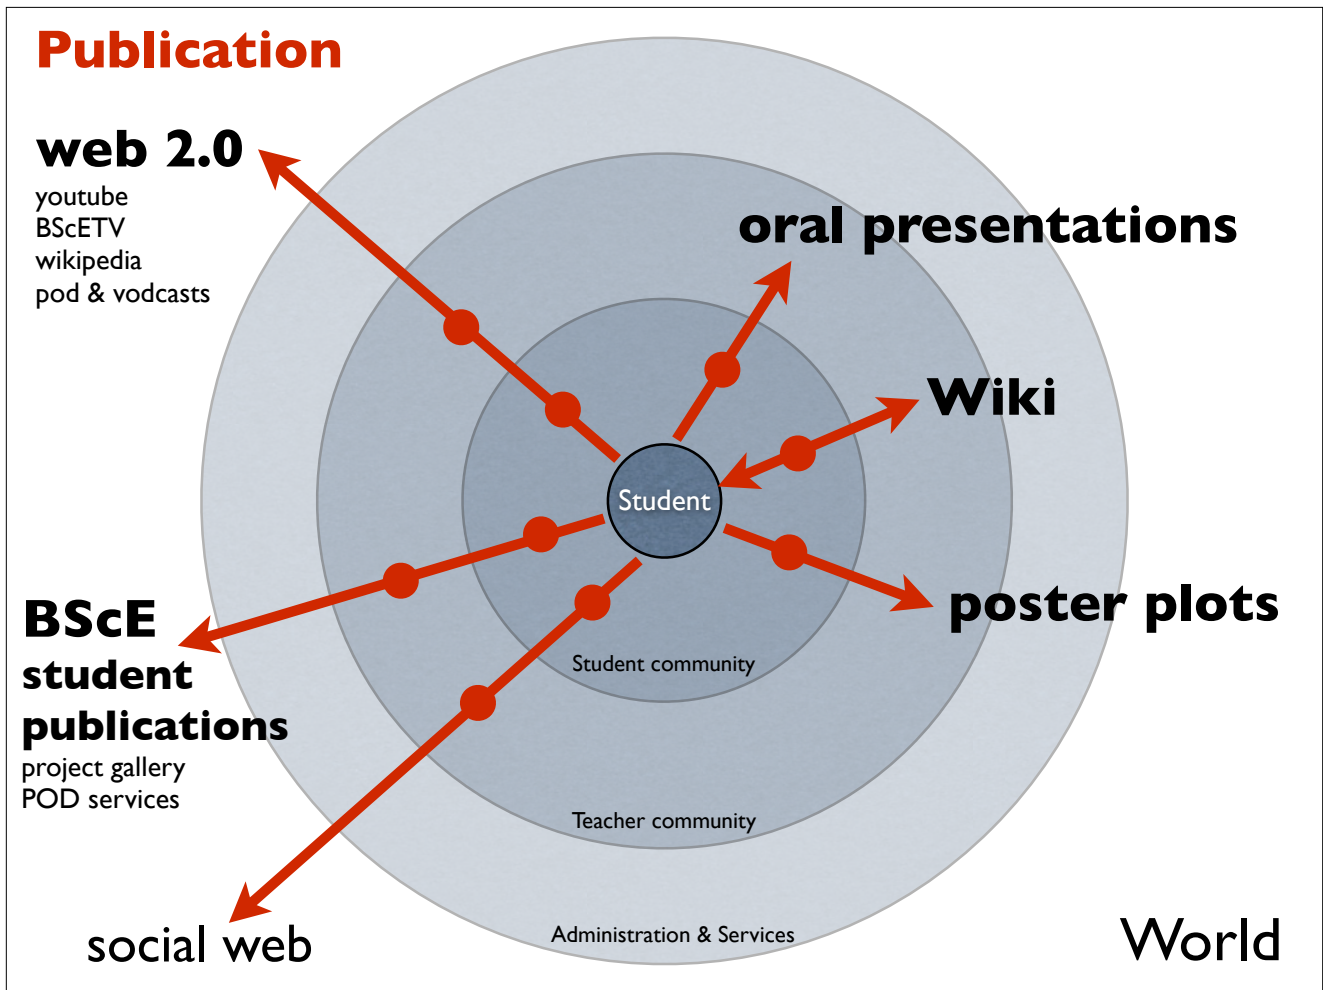 Publication
web 2.0
youtube
BScETV
wikipedia
pod & vodcasts
oral presentations
Wiki
Student
poster plots
BScE
student
publications
project gallery
POD services
Student community
Teacher community
Administration & Services
social web
World